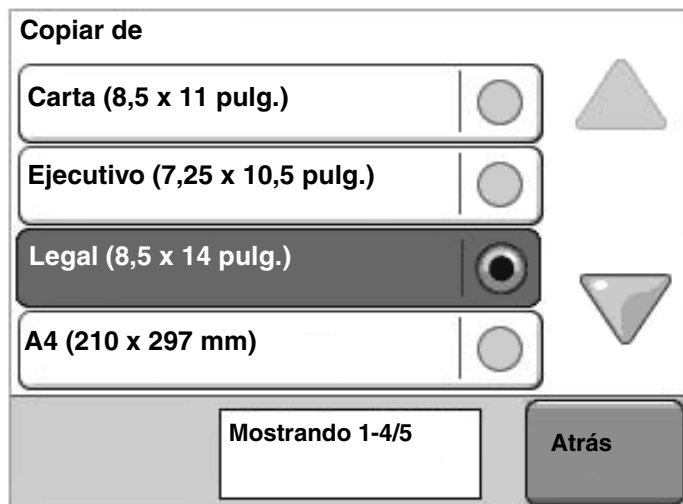 Copiar de
Carta (8,5 x 11 pulg.)
Ejecutivo (7,25 x 10,5 pulg.)
Legal (8,5 x 14 pulg.)
A4 (210 x 297 mm)
Mostrando 1-4/5
Atrás